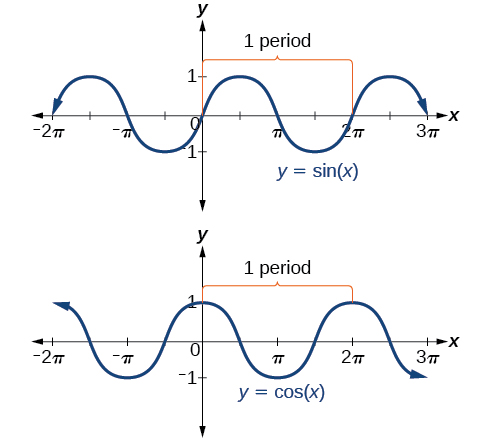 y
1 period
1
x
−2π −π 0 π 2π 3π
−1
y = sin(x)
y
1 period
1
x
−2π −π 0 π 2π 3π
−1
y = cos(x)